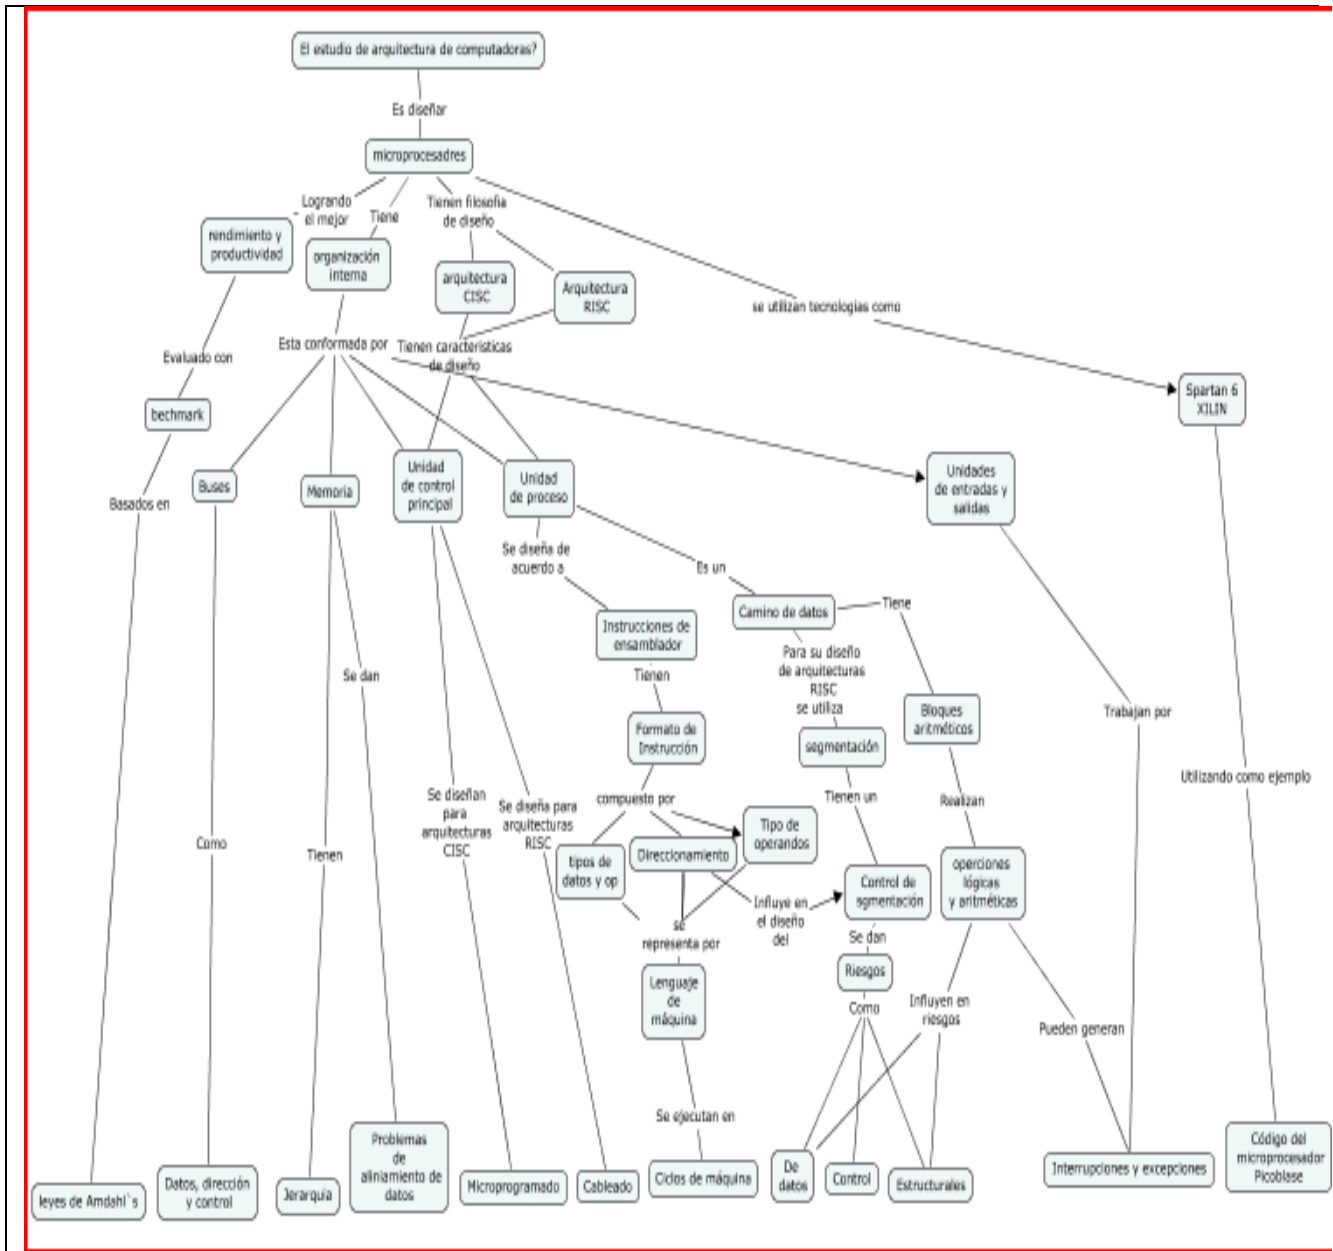 El estudio de arquitectura de computadoras?
Es diseñar
microprocesadres
Logrando
el mejor
Tiene
Tienen filosofia
de diseño
rendimiento y
productividad
organización
interna
arquitectura
CISC
Arquitectura
RISC
se utilizan tecnologias como
Esta conformada por
Tienen caracteristicas
de diseño
Evaluado con
bechmark
Spartan 6
XILIN
Basados en
Buses
Memoria
Unidad
de control
principal
Unidad
de proceso
Unidades
de entradas y
salidas
Se diseña de
acuerdo a
Es un
Camino de datos
Tiene
Instrucciones de
ensamblador
Tienen
Para su diseño
de arquitecturas
RISC
se utiliza
Se dan
Formato de
Instrucción
segmentación
Bloques
aritméticos
Trabajan por
Utilizando como ejemplo
Se diseñan
para
arquitecturas
CISC
Se diseña para
arquitecturas
RISC
compuesto por
Tienen un
Realizan
Como
Tienen
tipos de
datos y op
Direccionamiento
Tipo de
operandos
Influye en
el diseño
del
Control de
sgmentación
operciones
lógicas
y aritméticas
se
representa por
Se dan
Riesgos
Como
Lenguaje
de
máquina
Influyen en
riesgos
Pueden generan
Se ejecutan en
leyes de Amdahl`s
Datos, dirección
y control
Jerarquia
Problemas
de
aliniamiento de
datos
Microprogramado
Cableado
Ciclos de máquina
De
datos
Control
Estructurales
Interrupciones y excepciones
Código del
microprocesador
Picoblase